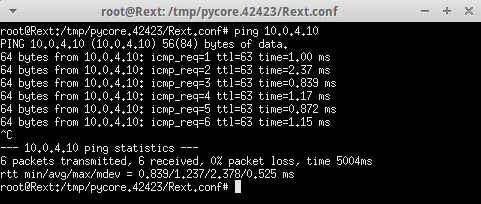 root@Rext: /tmp/pycore.42423/Rext.conf
root@Rext:/tmp/pycore.42423/Rext.conf# ping 10.0.4.10
PING 10.0.4.10 (10.0.4.10) 56(84) bytes of data.
64 bytes from 10.0.4.10: icmp_req=1 ttl=63 time=1.00 ms
64 bytes from 10.0.4.10: icmp_req=2 ttl=63 time=2.37 ms
64 bytes from 10.0.4.10: icmp_req=3 ttl=63 time=0.839 ms
64 bytes from 10.0.4.10: icmp_req=4 ttl=63 time=1.17 ms
64 bytes from 10.0.4.10: icmp_req=5 ttl=63 time=0.872 ms
64 bytes from 10.0.4.10: icmp_req=6 ttl=63 time=1.15 ms
^C
--- 10.0.4.10 ping statistics ---
6 packets transmitted, 6 received, 0% packet loss, time 5004ms
rtt min/avg/max/mdev = 0.839/1.237/2.378/0.525 ms
root@Rext:/tmp/pycore.42423/Rext.conf#